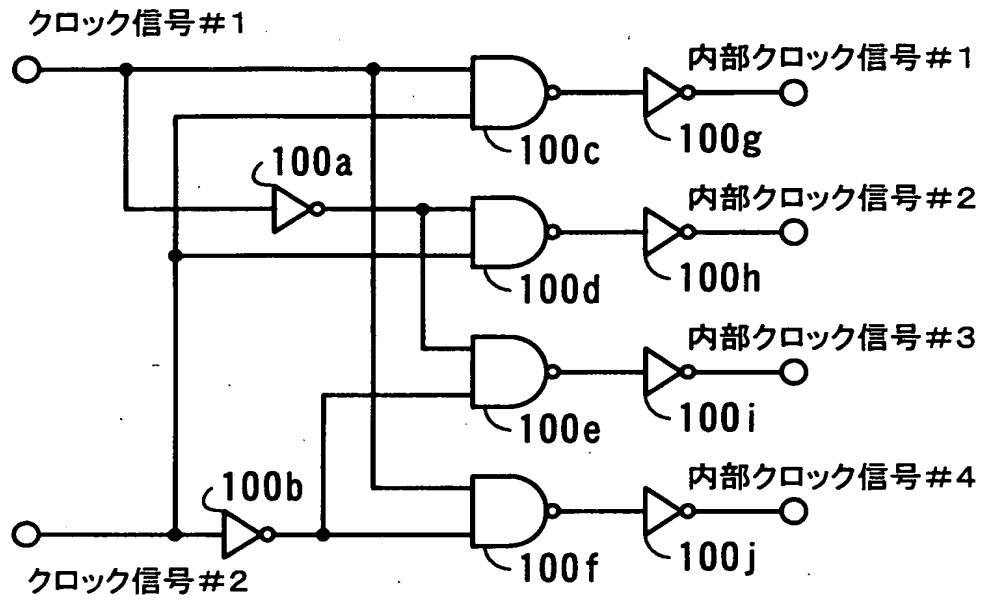 クロック信号＃１
内部クロック信号＃１
100c
100g
100a
内部クロック信号＃２
100d
100h
内部クロック信号＃３
100e
100i
100b
内部クロック信号＃４
100f
100j
クロック信号＃２